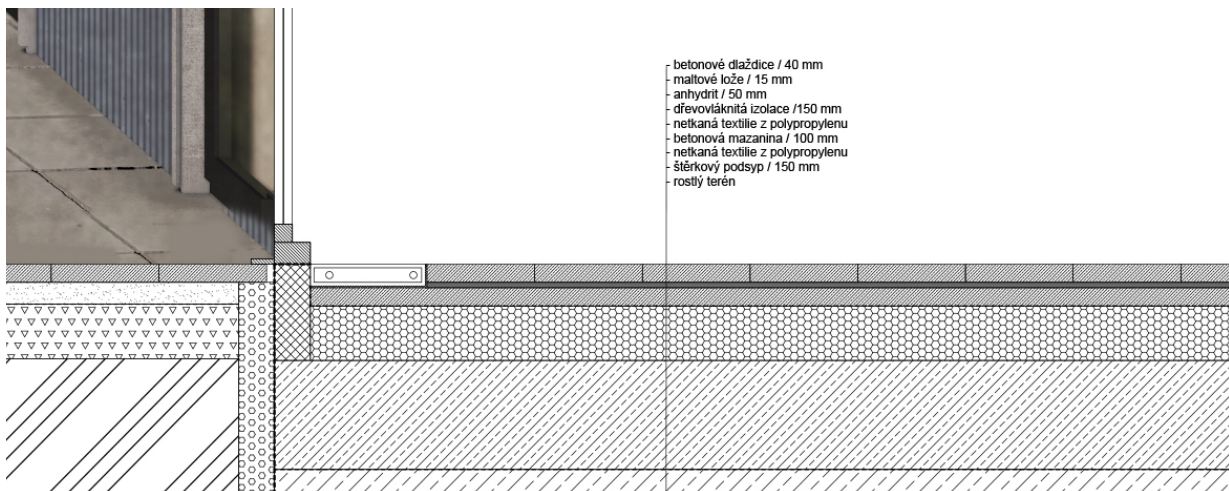 betonové dlaždice / 40 mm
maltové lože / 15 mm
anhydrit / 50 mm
dřevovláknitá izolace /150 mm
netkaná textilie z polypropylenu
betonová mazanina / 100 mm
netkaná textilie z polypropylenu
štěrkový podsyp / 150 mm
rostlý terén